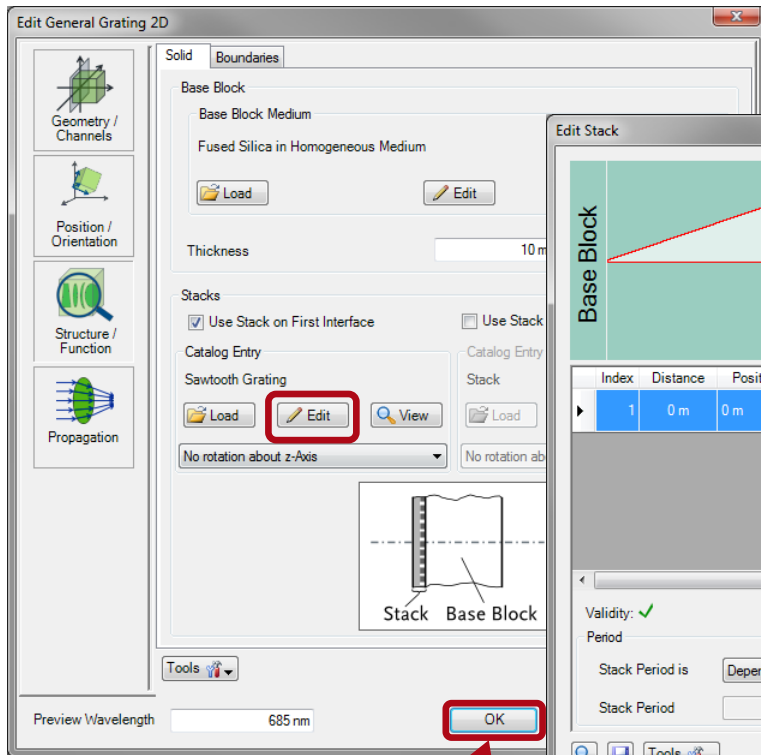 Edit General Grating 2D
Geometry /
Channels
Position /
Orientation
Structure /
Function
Propagation
Solid
Boundaries
Base Block
Base Block Medium
Fused Silica in Homogeneous Medium
Load
Edit
Thickness
10 m
Stacks
Use Stack on First Interface
Use Stack
Catalog Entry
Catalog Entry
Sawtooth Grating
Stack
Load
Edit
View
Load
No rotation about z-Axis
No rotation ab
Stack Base Block
Tools
Preview Wavelength
685 nm
OK
Edit Stack
Base Block
Index Distance Posit
1 0 m 0 m
Validity:
Period
Stack Period is
Deper
Stack Period
Tools